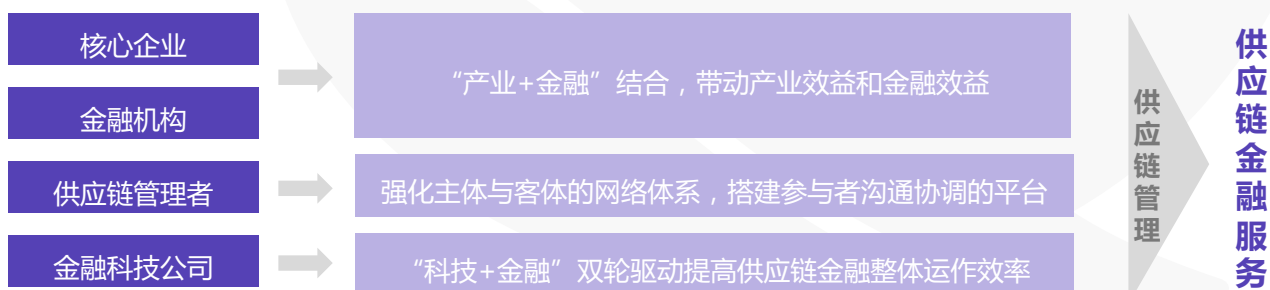 核心企业
金融机构
“产业+金融”结合，带动产业效益和金融效益
供应链管理者
强化主体与客体的网络体系，搭建参与者沟通协调的平台
金融科技公司
“科技+金融”双轮驱动提高供应链金融整体运作效率
供应链管理
供应链金融服务